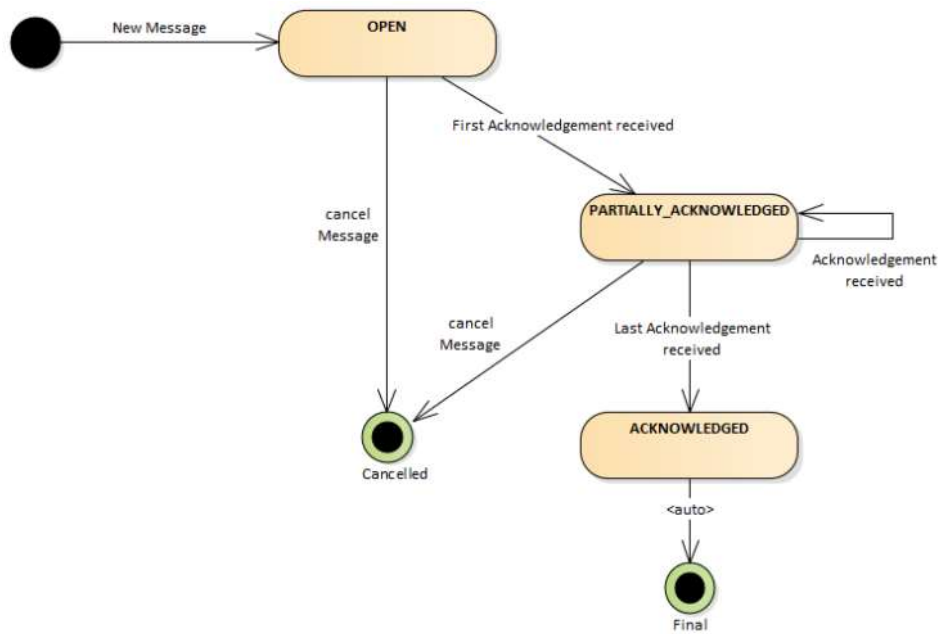 New Message
OPEN
First Acknowledgement received
PARTIALLY_ACKNOWLEDGED
cancel
Message
Acknowledgement
received
cancel
Message
Last Acknowledgement
received
ACKNOWLEDGED
Cancelled
<auto>
Final